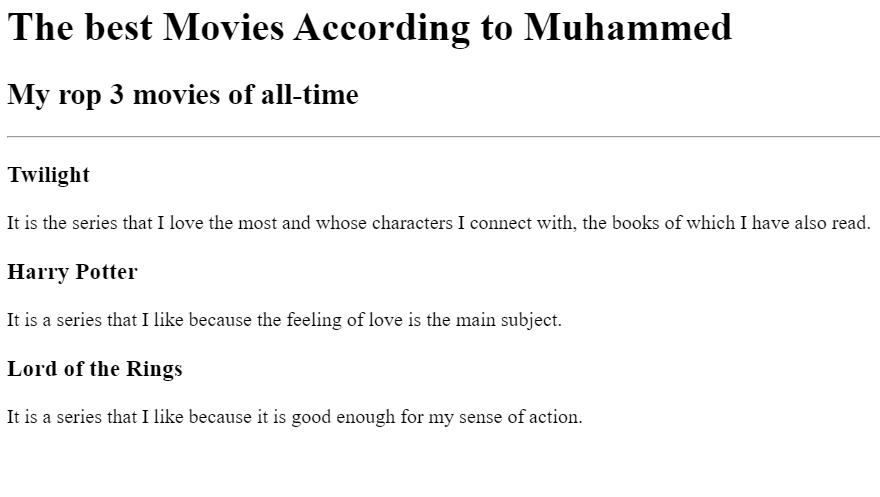 The best Movies According to Muhammed
My rop 3 movies of all-time
Twilight
It is the series that I love the most and whose characters I connect with, the books of which I have also read.
Harry Potter
It is a series that I like because the feeling of love is the main subject.
Lord of the Rings
It is a series that I like because it is good enough for my sense of action.